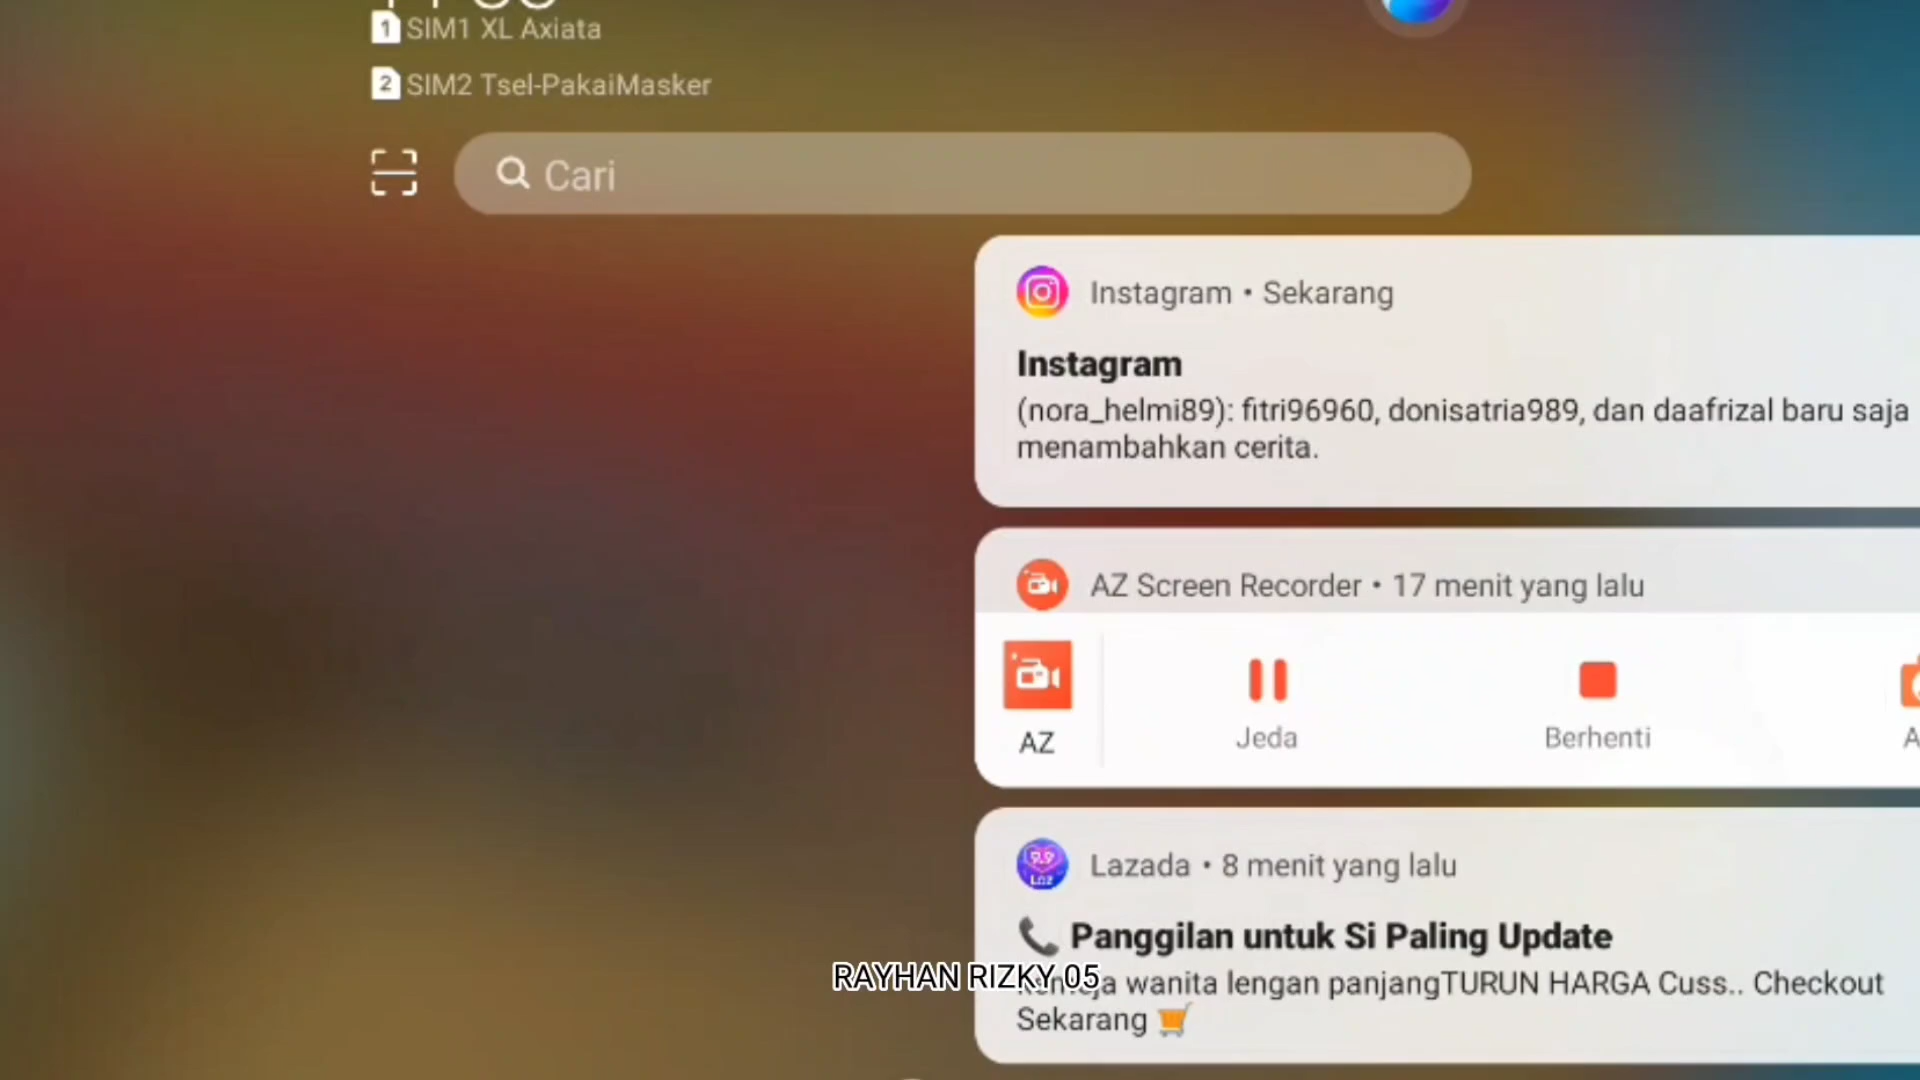 SIM1 XL Axiata
SIM2 Tsel-PakaiMasker
Cari
Instagram • Sekarang
Instagram
(nora_helmi89): fitri96960, donisatria989, dan daafrizal baru saja
menambahkan cerita.
AZ Screen Recorder • 17 menit yang lalu
AZ
Jeda
Berhenti
Lazada • 8 menit yang lalu
📞 Panggilan untuk Si Paling Update
RAYHAN RIZKY 05
wanita lengan panjangTURUN HARGA Cuss.. Checkout
Sekarang 🛒